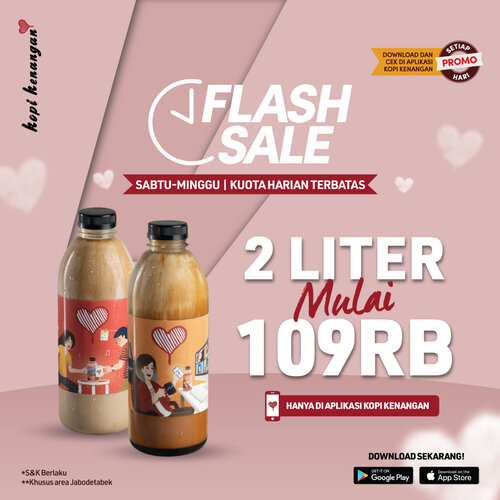 kopi kenangan
DOWNLOAD DAN
CEK DI APLIKASI
KOPI KENANGAN
SETIAP
PROMO
HARI
FLASH
SALE
SABTU-MINGGU | KUOTA HARIAN TERBATAS
2 LITER
Mulai
109RB
HANYA DI APLIKASI KOPI KENANGAN
DOWNLOAD SEKARANG!
GET IT ON
Google Play
Download on the
App Store
*S&K Berlaku
**Khusus area Jabodetabek